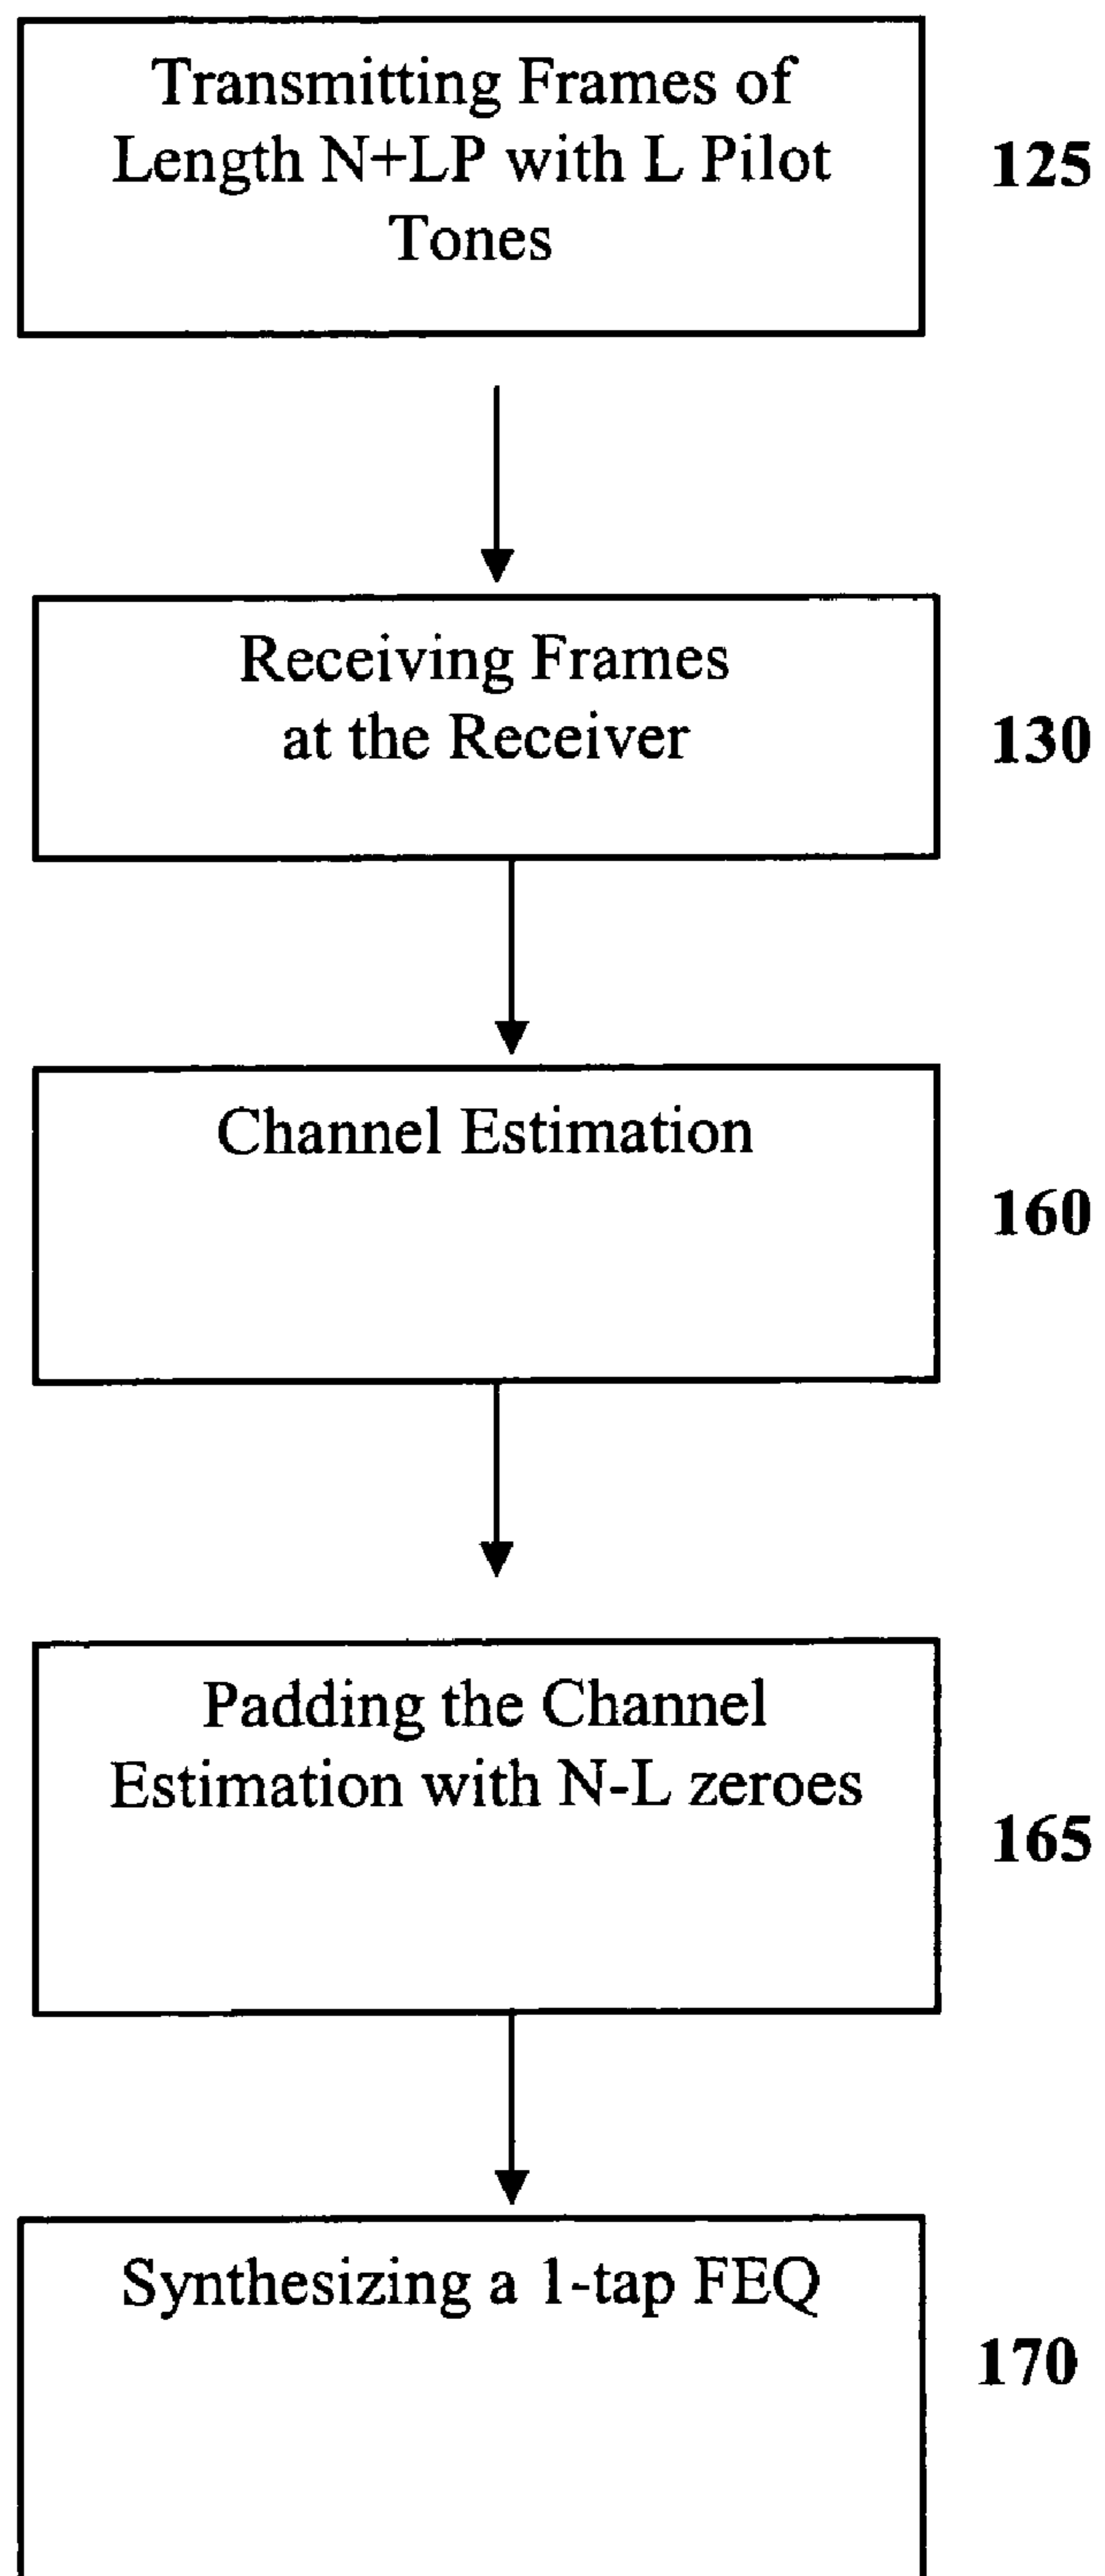 Transmitting Frames of
Length N+LP with L Pilot
Tones
125
Receiving Frames
at the Receiver
130
Channel Estimation
160
Padding the Channel
Estimation with N-L zeroes
165
Synthesizing a 1-tap FEQ
170